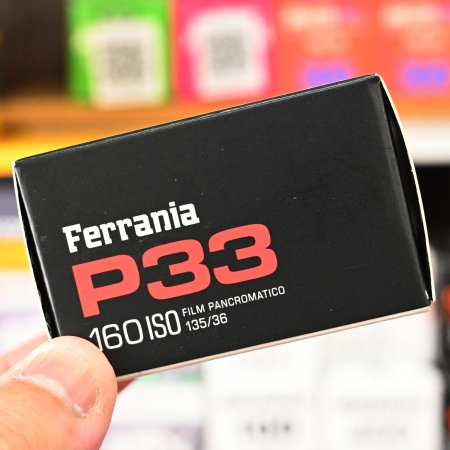 Ferrania
P33
160 ISO
FILM PANCROMATICO
135/36